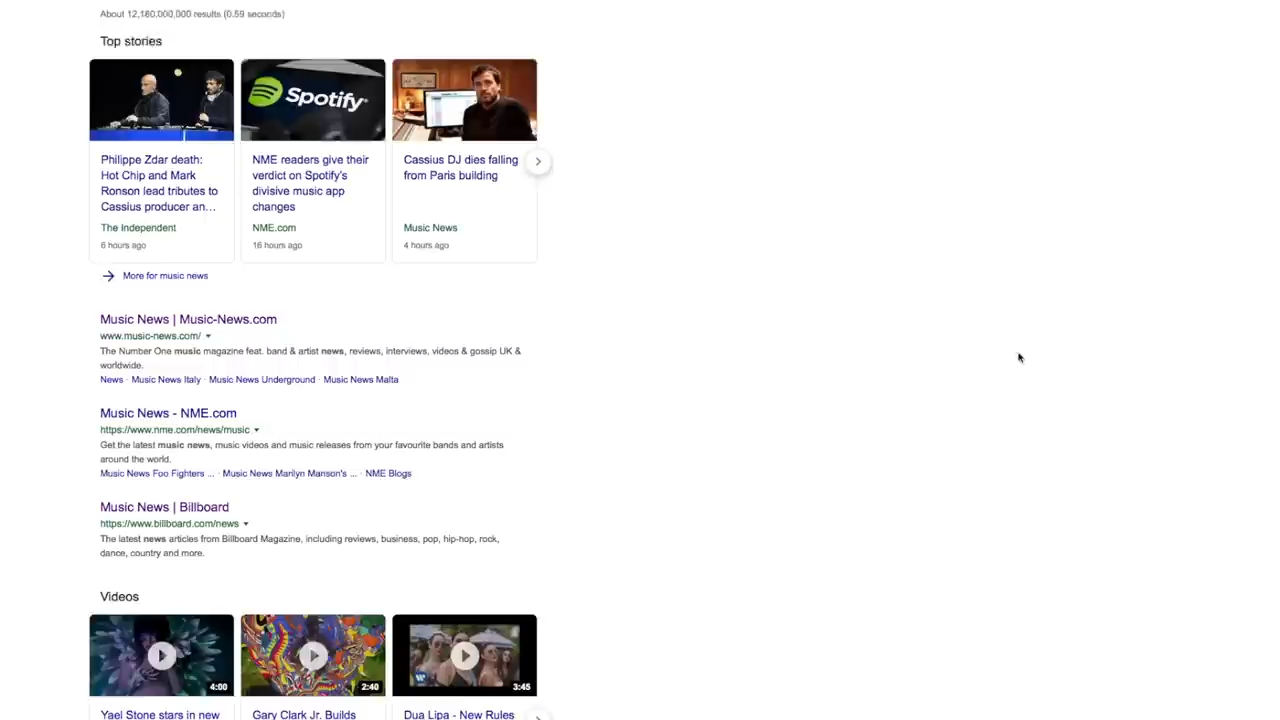 About 12,180,000,000 results (0.59 seconds)
Top stories
Spotify
Philippe Zdar death:
Hot Chip and Mark
Ronson lead tributes to
Cassius producer an...
The Independent
6 hours ago
NME readers give their
verdict on Spotify's
divisive music app
changes
NME.com
16 hours ago
Cassius DJ dies falling
from Paris building
Music News
4 hours ago
More for music news
Music News | Music-News.com
www.music-news.com/
The Number One music magazine feat. band & artist news, reviews, interviews, videos & gossip UK &
worldwide.
News · Music News Italy · Music News Underground · Music News Malta
Music News - NME.com
https://www.nme.com/news/music
Get the latest music news, music videos and music releases from your favourite bands and artists
around the world.
Music News Foo Fighters ... · Music News Marilyn Manson's ... · NME Blogs
Music News | Billboard
https://www.billboard.com/news
The latest news articles from Billboard Magazine, including reviews, business, pop, hip-hop, rock,
dance, country and more.
Videos
4:00
2:40
3:45
Yael Stone stars in new
Gary Clark Jr. Builds
Dua Lipa - New Rules